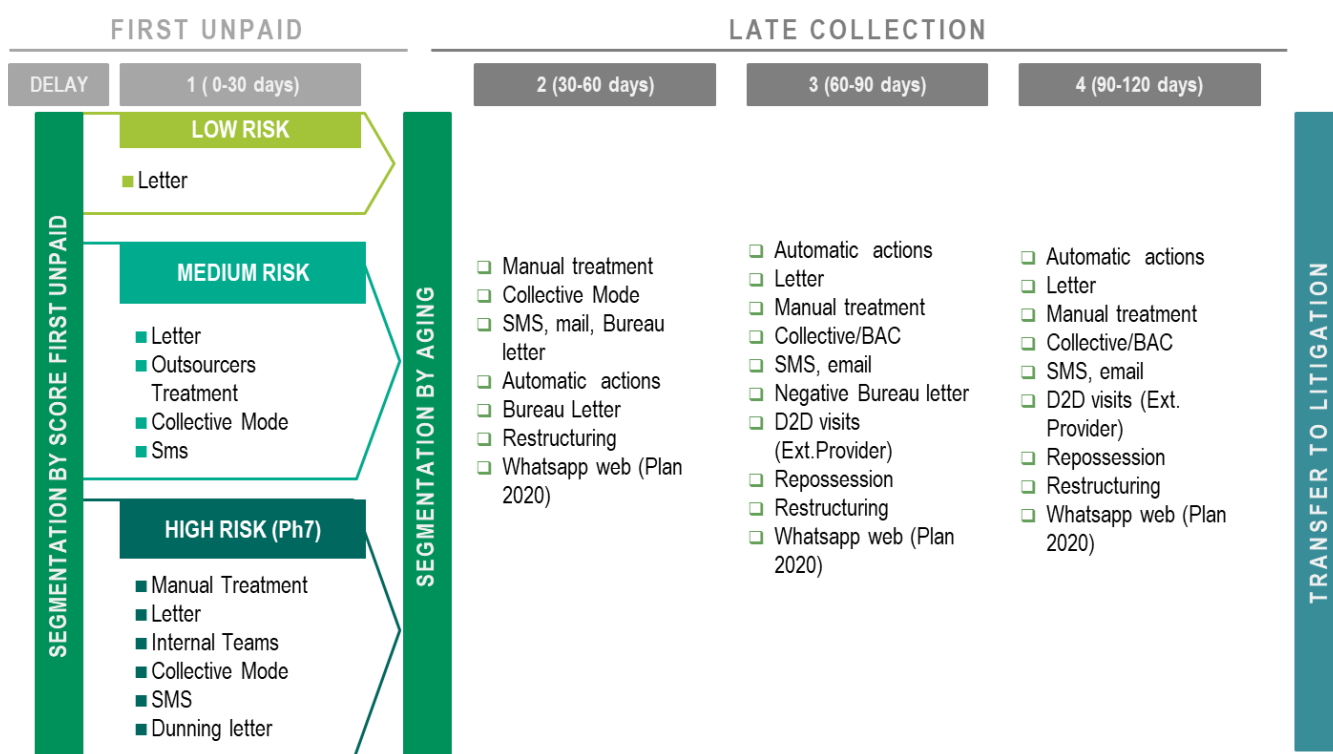 FIRST UNPAID
LATE COLLECTION
DELAY
1 ( 0-30 days)
2 (30-60 days)
3 (60-90 days)
4 (90-120 days)
SEGMENTATION BY SCORE FIRST UNPAID
LOW RISK
Letter
MEDIUM RISK
Letter
Outsourcers
Treatment
Collective Mode
Sms
HIGH RISK (Ph7)
Manual Treatment
Letter
Internal Teams
Collective Mode
SMS
Dunning letter
SEGMENTATION BY AGING
Manual treatment
Collective Mode
SMS, mail, Bureau
letter
Automatic actions
Bureau Letter
Restructuring
Whatsapp web (Plan
2020)
Automatic actions
Letter
Manual treatment
Collective/BAC
SMS, email
Negative Bureau letter
D2D visits
(Ext.Provider)
Repossession
Restructuring
Whatsapp web (Plan
2020)
Automatic actions
Letter
Manual treatment
Collective/BAC
SMS, email
D2D visits (Ext.
Provider)
Repossession
Restructuring
Whatsapp web (Plan
2020)
TRANSFER TO LITIGATION